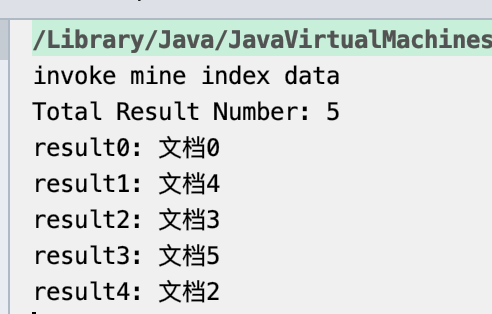 /Library/Java/JavaVirtualMachines
invoke mine index data
Total Result Number: 5
result0: 文档0
result1: 文档4
result2: 文档3
result3: 文档5
result4: 文档2